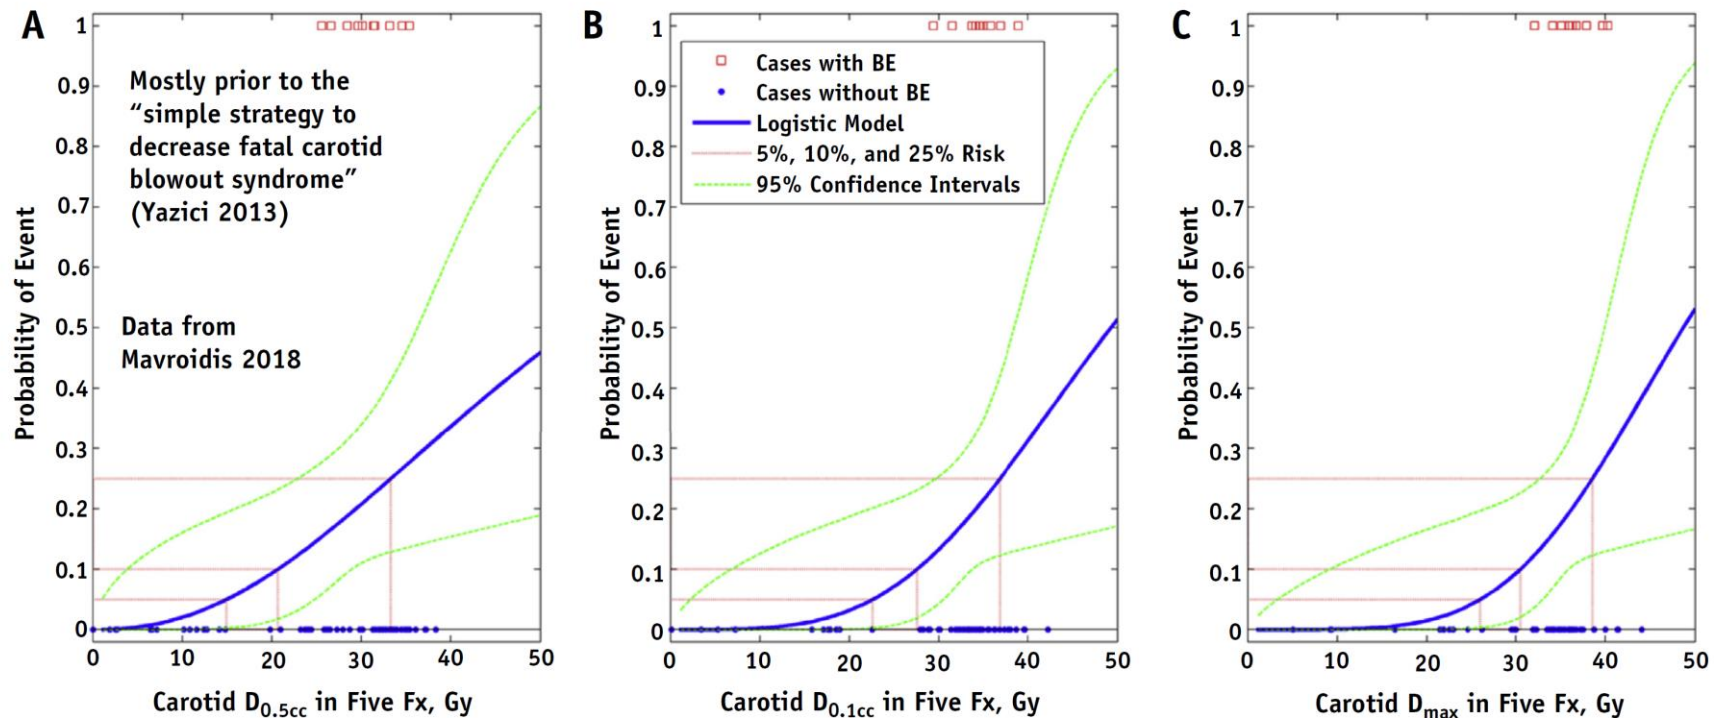 A
Mostly prior to the
“simple strategy to
decrease fatal carotid
blowout syndrome”
(Yazici 2013)
Data from
Mavroidis 2018
Probability of Event
1
0.9
0.8
0.7
0.6
0.5
0.4
0.3
0.2
0.1
0
0 10 20 30 40 50
Carotid D0.5cc in Five Fx, Gy
B
Cases with BE
Cases without BE
Logistic Model
5%, 10%, and 25% Risk
95% Confidence Intervals
Probability of Event
1
0.9
0.8
0.7
0.6
0.5
0.4
0.3
0.2
0.1
0
0 10 20 30 40 50
Carotid D0.1cc in Five Fx, Gy
C
Probability of Event
1
0.9
0.8
0.7
0.6
0.5
0.4
0.3
0.2
0.1
0
0 10 20 30 40 50
Carotid Dmax in Five Fx, Gy